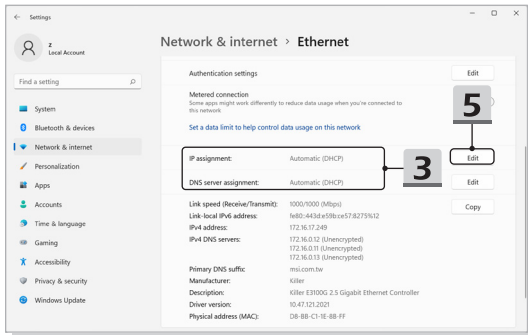 Settings
Z
Local Account
Find a setting
System
Bluetooth & devices
Network & internet
Personalization
Apps
Accounts
Time & language
Gaming
Accessibility
Privacy & security
Windows Update
Network & internet > Ethernet
Authentication settings Edit
Metered connection
Some apps might work differently to reduce data usage when you're connected to
this network
5
Set a data limit to help control data usage on this network
IP assignment: Automatic (DHCP) Edit
3
DNS server assignment: Automatic (DHCP) Edit
Link speed (Receive/Transmit): 1000/1000 (Mbps) Copy
Link-local IPv6 address: fe80::443d:e59b:ce57:8275%12
IPv4 address: 172.16.17.249
IPv4 DNS servers: 172.16.0.12 (Unencrypted)
172.16.0.11 (Unencrypted)
172.16.0.13 (Unencrypted)
Primary DNS suffix: msi.com.tw
Manufacturer: Killer
Description: Killer E3100G 2.5 Gigabit Ethernet Controller
Driver version: 10.47.121.2021
Physical address (MAC): D8-BB-C1-1E-8B-FF